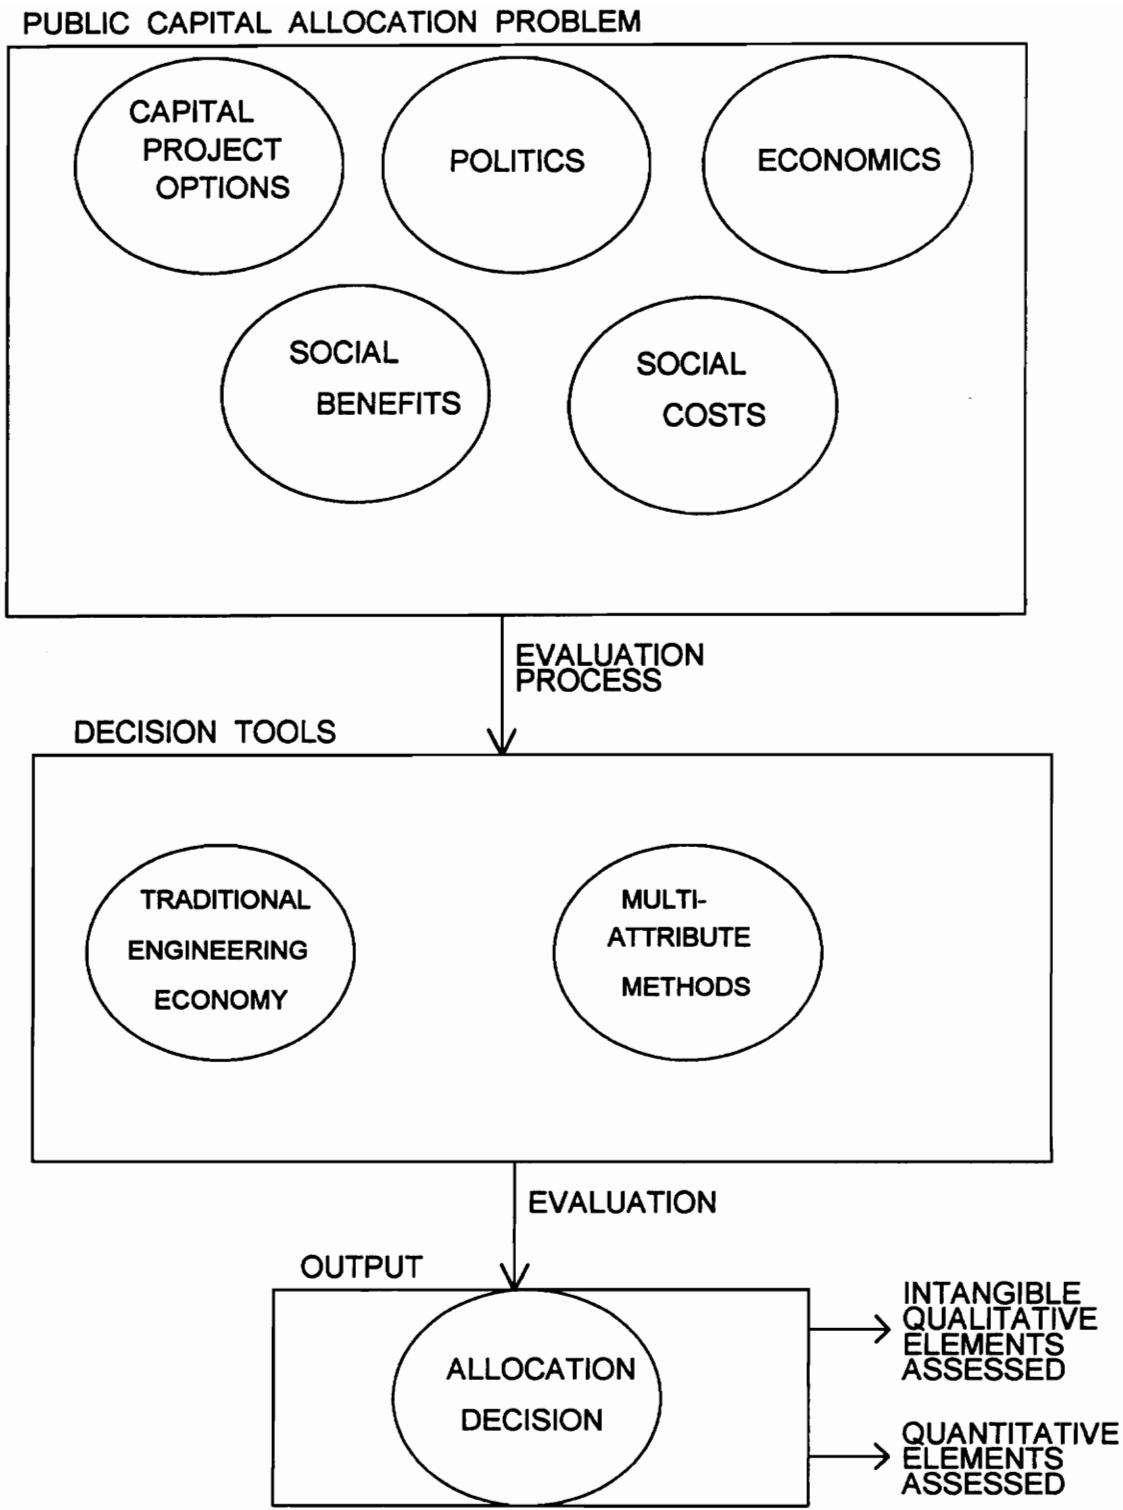 PUBLIC CAPITAL ALLOCATION PROBLEM
CAPITAL
PROJECT
OPTIONS
POLITICS
ECONOMICS
SOCIAL
BENEFITS
SOCIAL
COSTS
EVALUATION
PROCESS
DECISION TOOLS
TRADITIONAL
ENGINEERING
ECONOMY
MULTI-
ATTRIBUTE
METHODS
EVALUATION
OUTPUT
ALLOCATION
DECISION
INTANGIBLE
QUALITATIVE
ELEMENTS
ASSESSED
QUANTITATIVE
ELEMENTS
ASSESSED